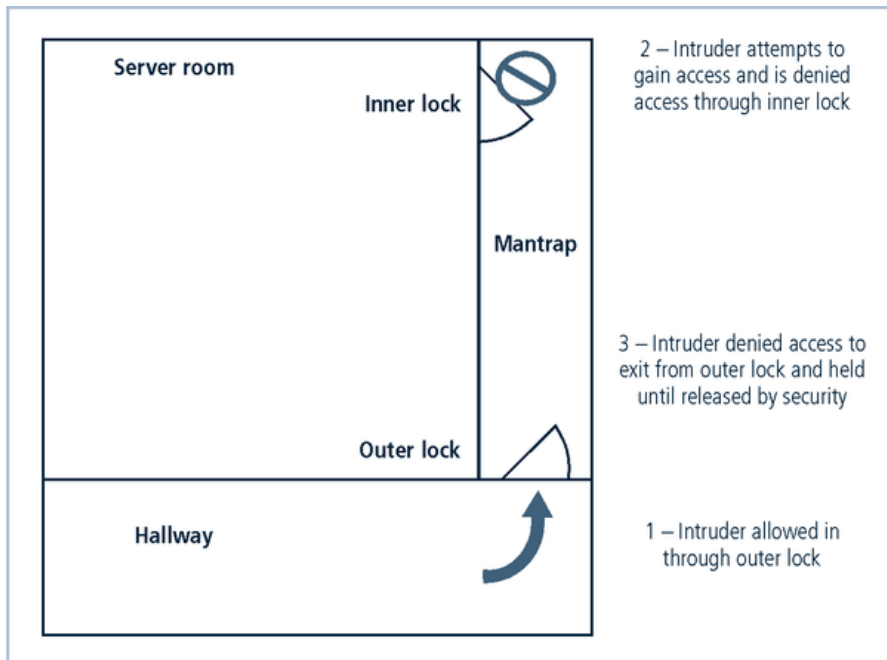 Server room
Inner lock
2 – Intruder attempts to
gain access and is denied
access through inner lock
Mantrap
3 – Intruder denied access to
exit from outer lock and held
until released by security
Outer lock
Hallway
1 – Intruder allowed in
through outer lock